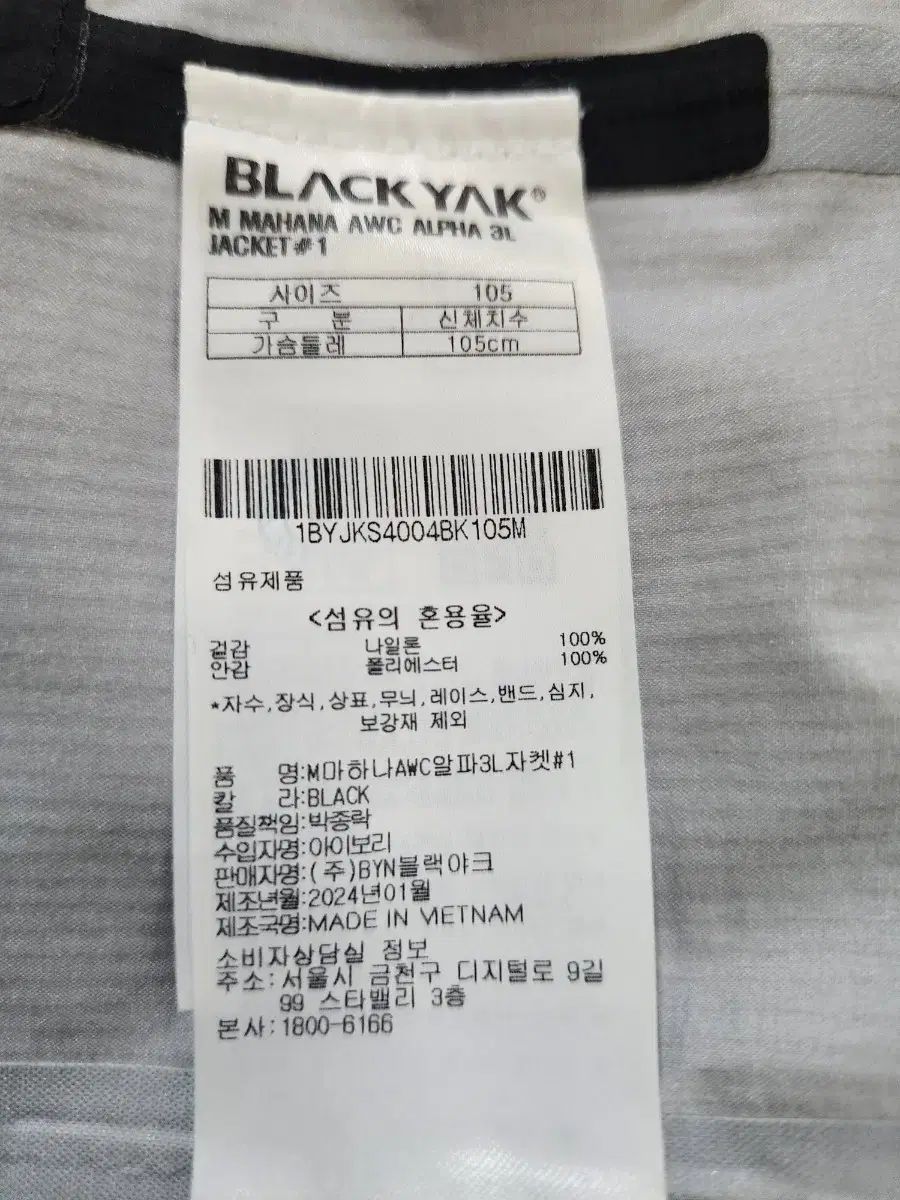 BLACK YAK®
M MAHANA AWC ALPHA 3L
JACKET#1
사이즈 105
구 분 신체치수
가슴둘레 105cm
1BYJKS4004BK105M
섬유제품
<섬유의 혼용율>
겉감 나일론 100%
안감 폴리에스터 100%
*자수,장식,상표,무늬,레이스,밴드,심지,
보강재 제외
품 명:M마하나AWC알파3L자켓#1
칼 라:BLACK
품질책임:박종락
수입자명:아이보리
판매자명:(주)BYN블랙야크
제조년월:2024년01월
제조국명:MADE IN VIETNAM
소비자상담실 정보
주소:서울시 금천구 디지털로 9길
99 스타밸리 3층
본사:1800-6166